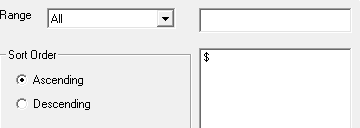 Range All
$
Sort Order
Ascending
Descending